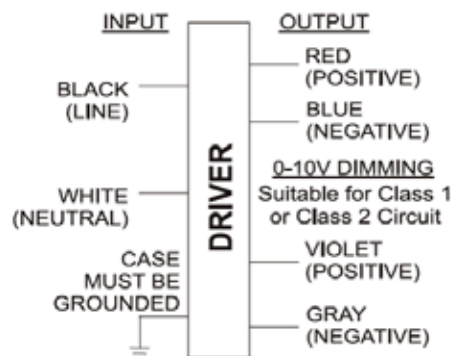 INPUT
BLACK
(LINE)
WHITE
(NEUTRAL)
CASE
MUST BE
GROUNDED
DRIVER
OUTPUT
RED
(POSITIVE)
BLUE
(NEGATIVE)
0-10V DIMMING
Suitable for Class 1
or Class 2 Circuit
VIOLET
(POSITIVE)
GRAY
(NEGATIVE)